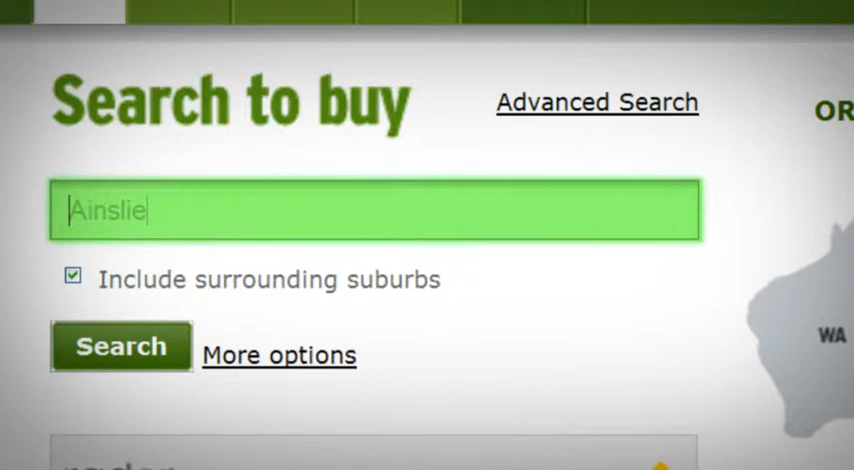 Search to buy
Advanced Search
OR
Ainslie
Include surrounding suburbs
Search
More options
WA